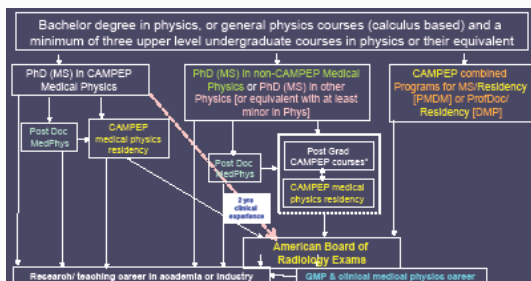 Bachelor degree in physics, or general physics courses (calculus based) and a
minimum of three upper level undergraduate courses in physics or their equivalent
PhD (MS) in CAMPEP
Medical Physics
PhD (MS) in non-CAMPEP Medical
Physics or PhD (MS) in other
Physics [or equivalent with at least
minor in Phys]
CAMPEP combined
Programs for MS/Residency
[PMDM] or ProfDoc/
Residency [DMP]
Post Doc
MedPhys
CAMPEP
medical physics
residency
Post Doc
MedPhys
Post Grad
CAMPEP courses*
CAMPEP medical
physics residency
2 yrs
clinical
experience
American Board of
Radiology Exams
Research/ teaching career in academia or industry
QMP & clinical medical physics career